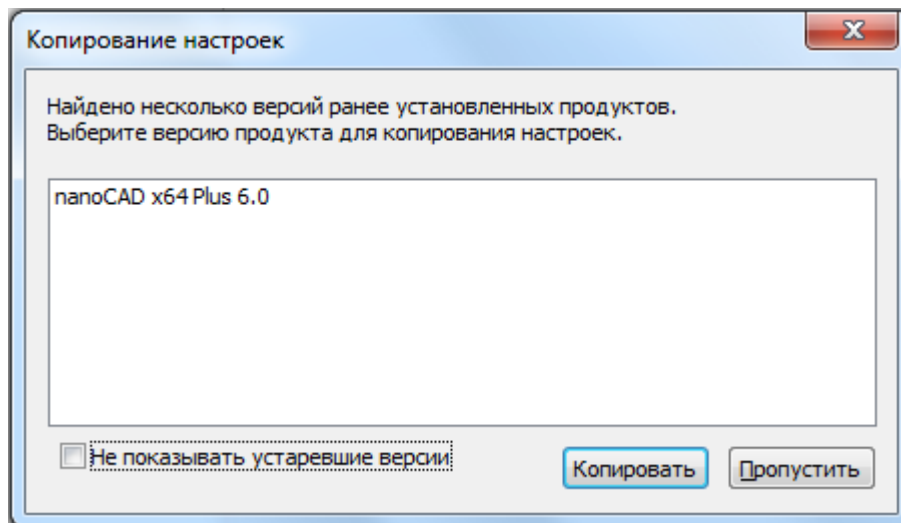 Копирование настроек
Найдено несколько версий ранее установленных продуктов.
Выберите версию продукта для копирования настроек.
nanoCAD x64 Plus 6.0
Не показывать устаревшие версии
Копировать
Пропустить